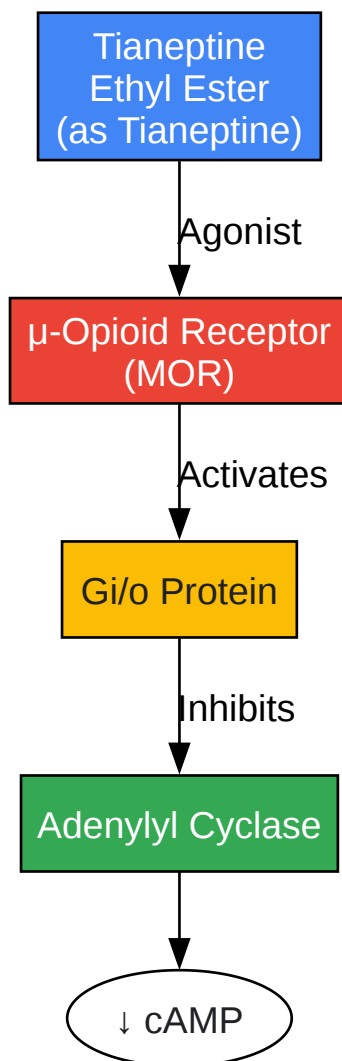 Tianeptine
Ethyl Ester
(as Tianeptine)
Agonist
μ-Opioid Receptor
(MOR)
Activates
Gi/o Protein
Inhibits
Adenylyl Cyclase
↓ cAMP